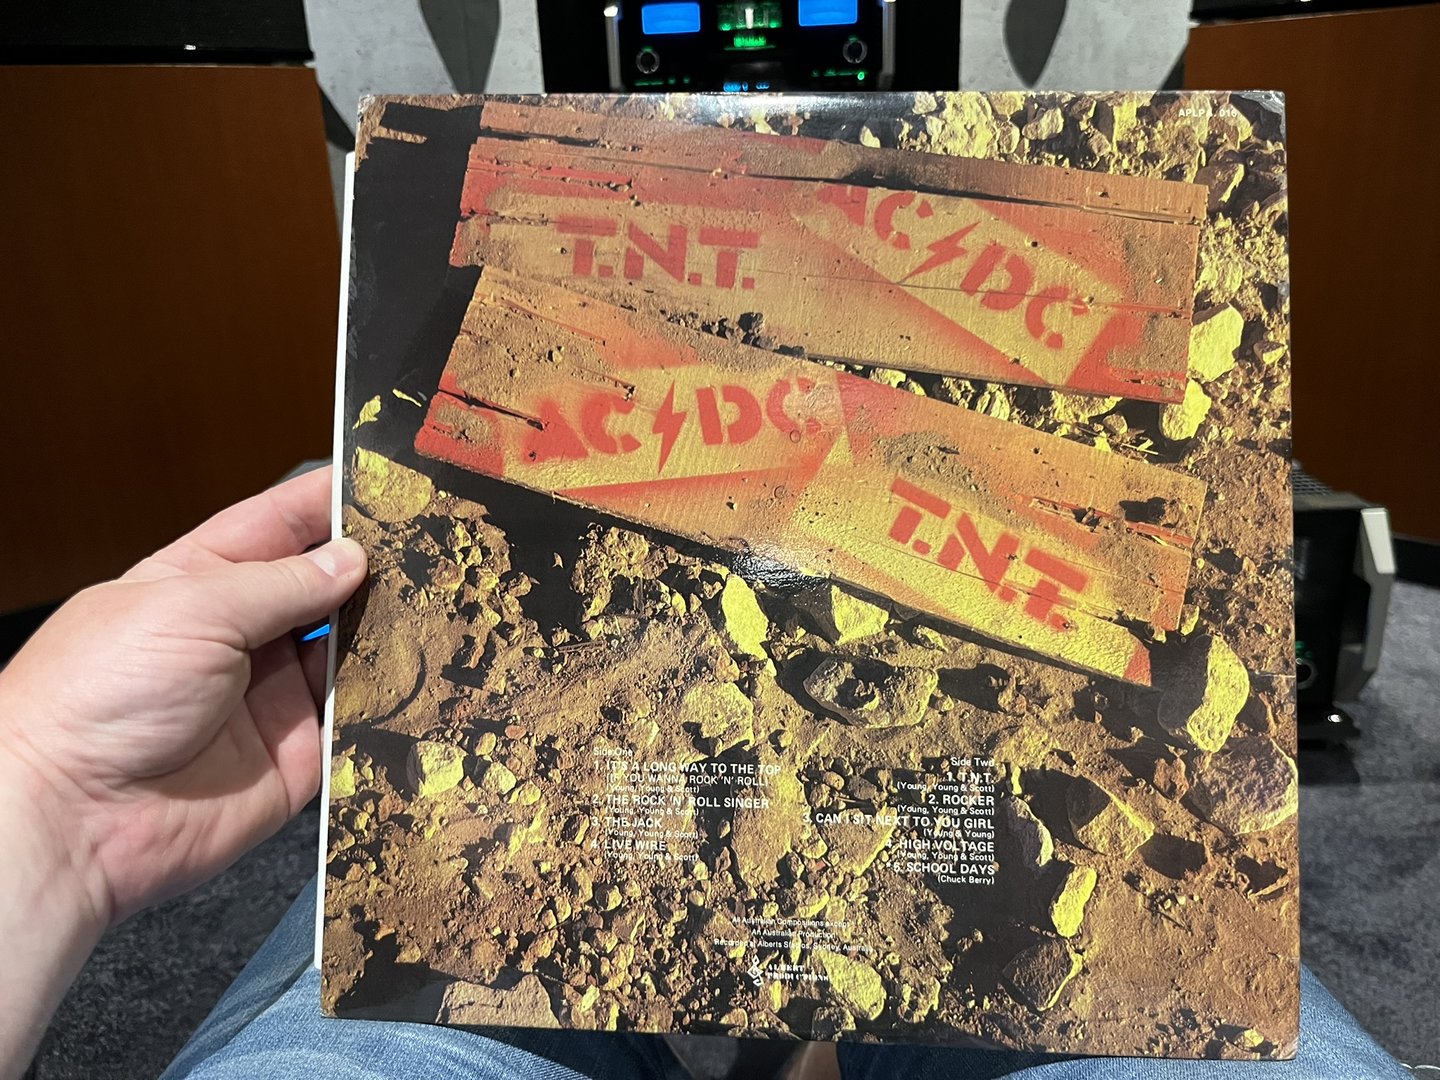 APLPA. 016
T.N.T.
AC/DC
AC/DC
T.N.T.
Side One
1. IT'S A LONG WAY TO THE TOP
(IF YOU WANNA ROCK 'N' ROLL)
(Young, Young & Scott)
2. THE ROCK 'N' ROLL SINGER
(Young, Young & Scott)
3. THE JACK
(Young, Young & Scott)
4. LIVE WIRE
(Young, Young & Scott)
Side Two
1. T.N.T.
(Young, Young & Scott)
2. ROCKER
(Young, Young & Scott)
3. CAN I SIT NEXT TO YOU GIRL
(Young & Young)
4. HIGH VOLTAGE
(Young, Young & Scott)
5. SCHOOL DAYS
(Chuck Berry)
All Australian Compositions except
An Australian Production
Recorded at Alberts Studios, Sydney, Australia
ALBERT
PRODUCTIONS